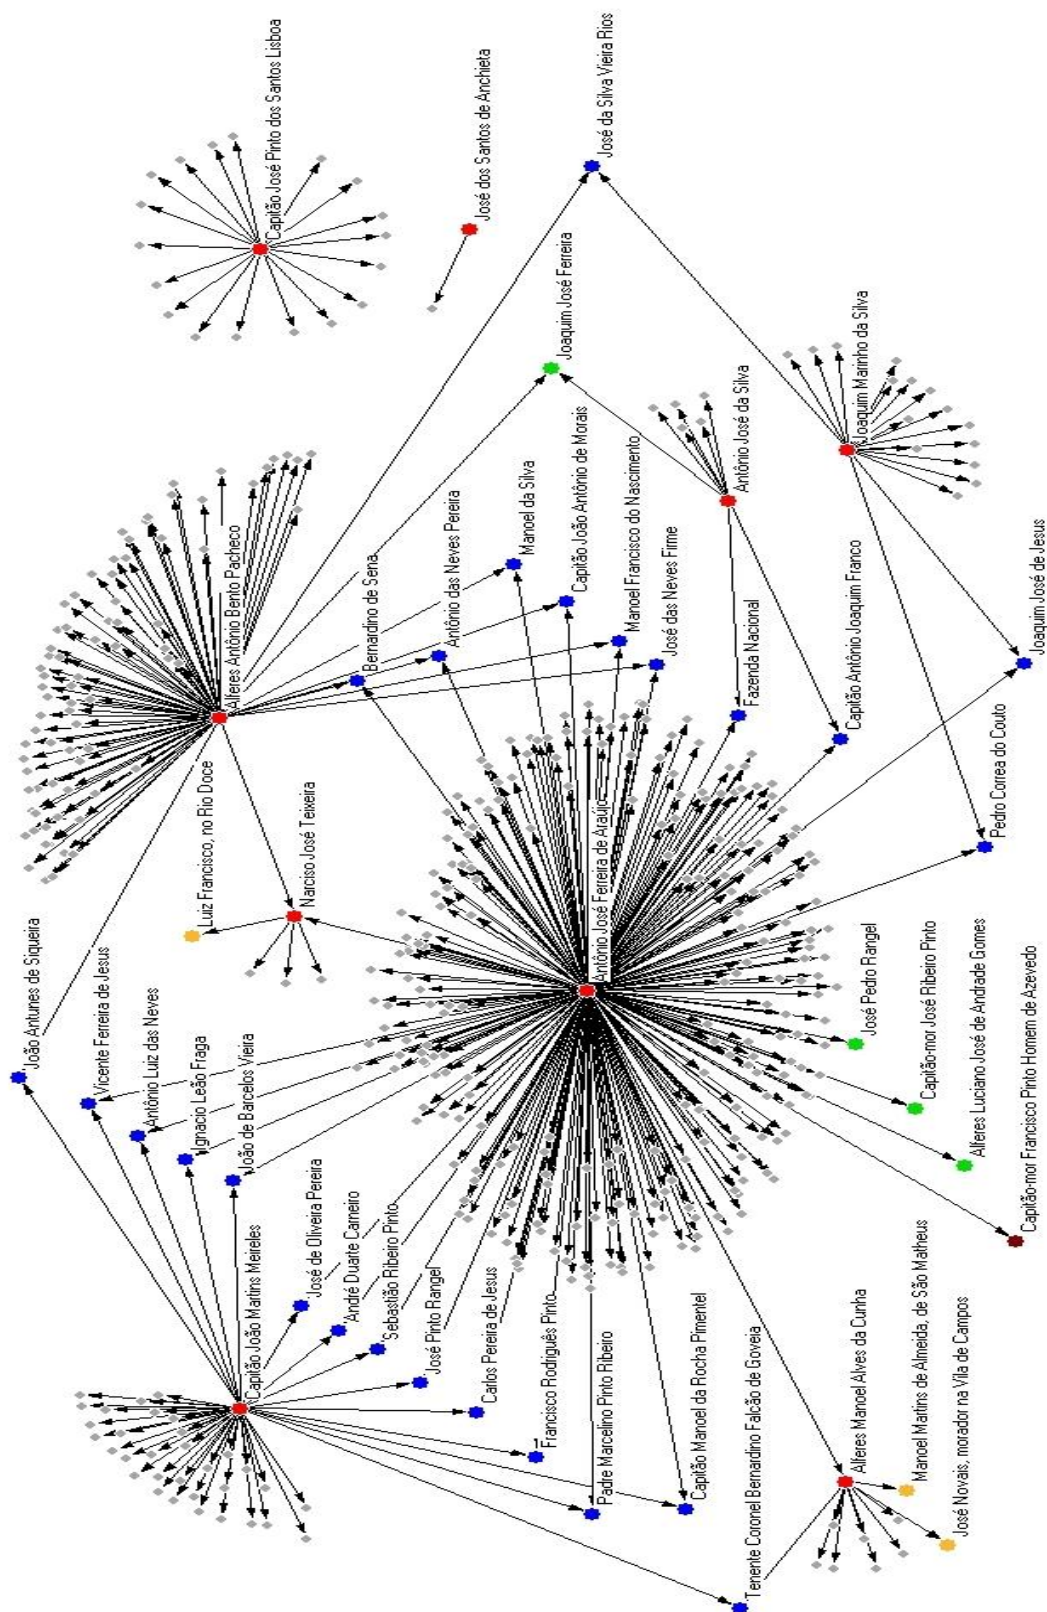 Capitão José Pinto dos Santos Lisboa
José dos Santos de Anchieta
José da Silva Vieira Rios
Joaquim José Ferreira
Alferes Antônio Bento Pacheco
Bernardino de Sena
Antônio das Neves Pereira
Manoel da Silva
Capitão João Antônio de Morais
Manoel Francisco do Nascimento
José das Neves Firme
Antônio José da Silva
Joaquim Marinho da Silva
Fazenda Nacional
Capitão Antônio Joaquim Franco
Joaquim José de Jesus
Pedro Correa do Couto
Luiz Francisco, no Rio Doce
Narciso José Teixeira
Antônio José Ferreira de Araújo
João Antunes de Siqueira
Vicente Ferreira de Jesus
Antônio Luiz das Neves
Ignacio Leão Fraga
João de Barcelos Vieira
José Pedro Rangel
Capitão-mor José Ribeiro Pinto
Alferes Luciano José de Andrade Gomes
Capitão-mor Francisco Pinto Homem de Azevedo
Capitão João Martins Meireles
José de Oliveira Pereira
André Duarte Carneiro
Sebastião Ribeiro Pinto
José Pinto Rangel
Carlos Pereira de Jesus
Francisco Rodrigues Pinto
Padre Marcelino Pinto Ribeiro
Capitão Manoel da Rocha Pimentel
Tenente Coronel Bernardino Falcão de Goveia
Alferes Manoel Alves da Cunha
Manoel Martins de Almeida, de São Matheus
José Novais, morador na Vila de Campos